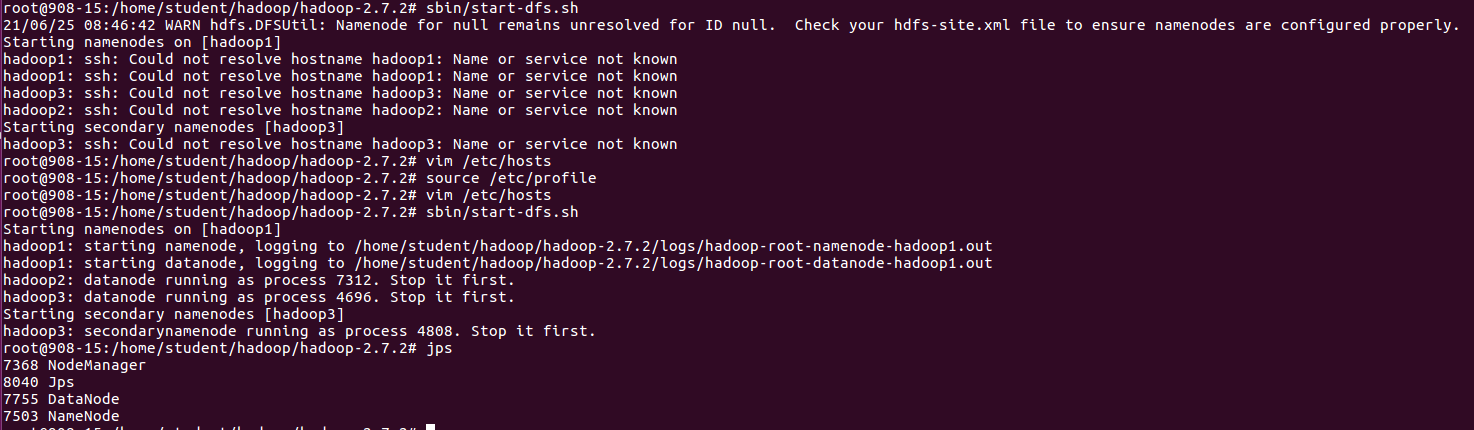 root@908-15:/home/student/hadoop/hadoop-2.7.2# sbin/start-dfs.sh
21/06/25 08:46:42 WARN hdfs.DFSUtil: Namenode for null remains unresolved for ID null.  Check your hdfs-site.xml file to ensure namenodes are configured properly.
Starting namenodes on [hadoop1]
hadoop1: ssh: Could not resolve hostname hadoop1: Name or service not known
hadoop1: ssh: Could not resolve hostname hadoop1: Name or service not known
hadoop3: ssh: Could not resolve hostname hadoop3: Name or service not known
hadoop2: ssh: Could not resolve hostname hadoop2: Name or service not known
Starting secondary namenodes [hadoop3]
hadoop3: ssh: Could not resolve hostname hadoop3: Name or service not known
root@908-15:/home/student/hadoop/hadoop-2.7.2# vim /etc/hosts
root@908-15:/home/student/hadoop/hadoop-2.7.2# source /etc/profile
root@908-15:/home/student/hadoop/hadoop-2.7.2# vim /etc/hosts
root@908-15:/home/student/hadoop/hadoop-2.7.2# sbin/start-dfs.sh
Starting namenodes on [hadoop1]
hadoop1: starting namenode, logging to /home/student/hadoop/hadoop-2.7.2/logs/hadoop-root-namenode-hadoop1.out
hadoop1: starting datanode, logging to /home/student/hadoop/hadoop-2.7.2/logs/hadoop-root-datanode-hadoop1.out
hadoop2: datanode running as process 7312. Stop it first.
hadoop3: datanode running as process 4696. Stop it first.
Starting secondary namenodes [hadoop3]
hadoop3: secondarynamenode running as process 4808. Stop it first.
root@908-15:/home/student/hadoop/hadoop-2.7.2# jps
7368 NodeManager
8040 Jps
7755 DataNode
7503 NameNode
root@908-15:/home/student/hadoop/hadoop-2.7.2#